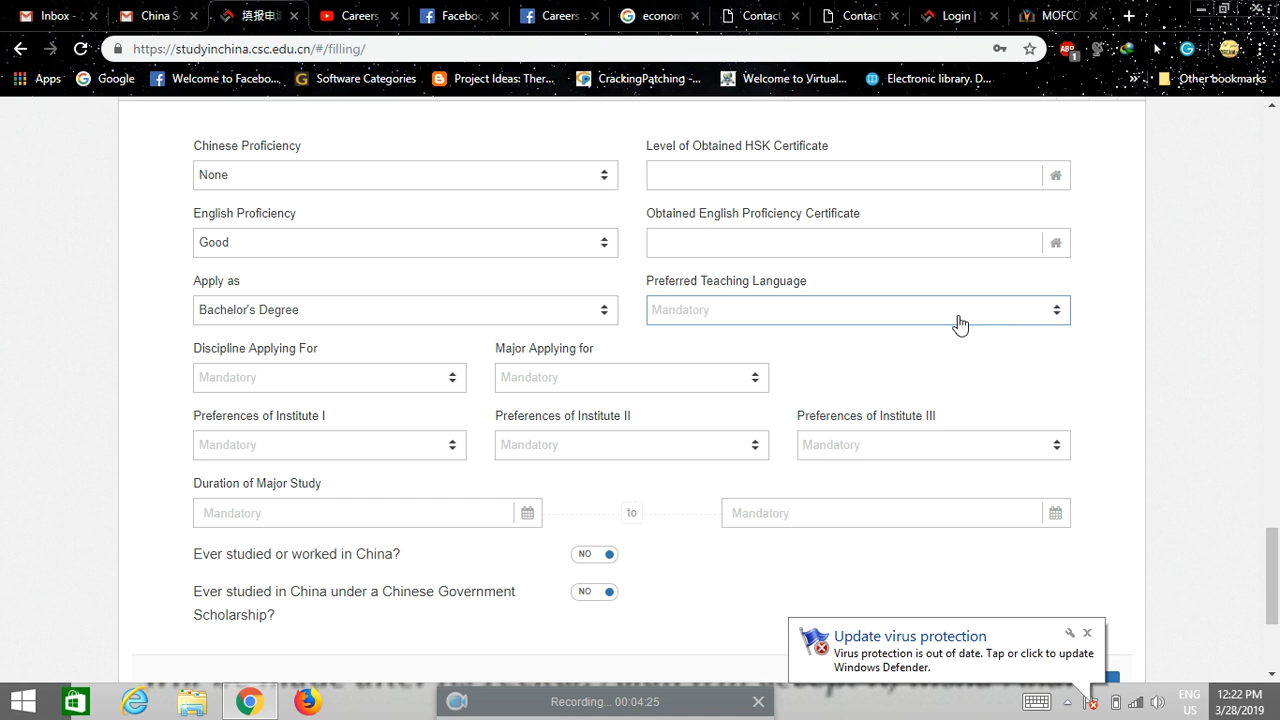 Inbox -
China S
填报申
Careers
Faceboo
Careers
econom
Contact
Contact
Login |
MOFCO
https://studyinchina.csc.edu.cn/#/filling/
ABP
1
Apps
Google
Welcome to Facebo...
Software Categories
Project Ideas: Ther...
CrackingPatching -...
Welcome to Virtual...
Electronic library. D...
»
Other bookmarks
Chinese Proficiency
Level of Obtained HSK Certificate
None
English Proficiency
Obtained English Proficiency Certificate
Good
Apply as
Preferred Teaching Language
Bachelor's Degree
Mandatory
Discipline Applying For
Major Applying for
Mandatory
Mandatory
Preferences of Institute I
Preferences of Institute II
Preferences of Institute III
Mandatory
Mandatory
Mandatory
Duration of Major Study
Mandatory
to
Mandatory
Ever studied or worked in China?
NO
Ever studied in China under a Chinese Government
Scholarship?
NO
Update virus protection
Virus protection is out of date. Tap or click to update
Windows Defender.
Recording... 00:04:25
ENG
US
12:22 PM
3/28/2019